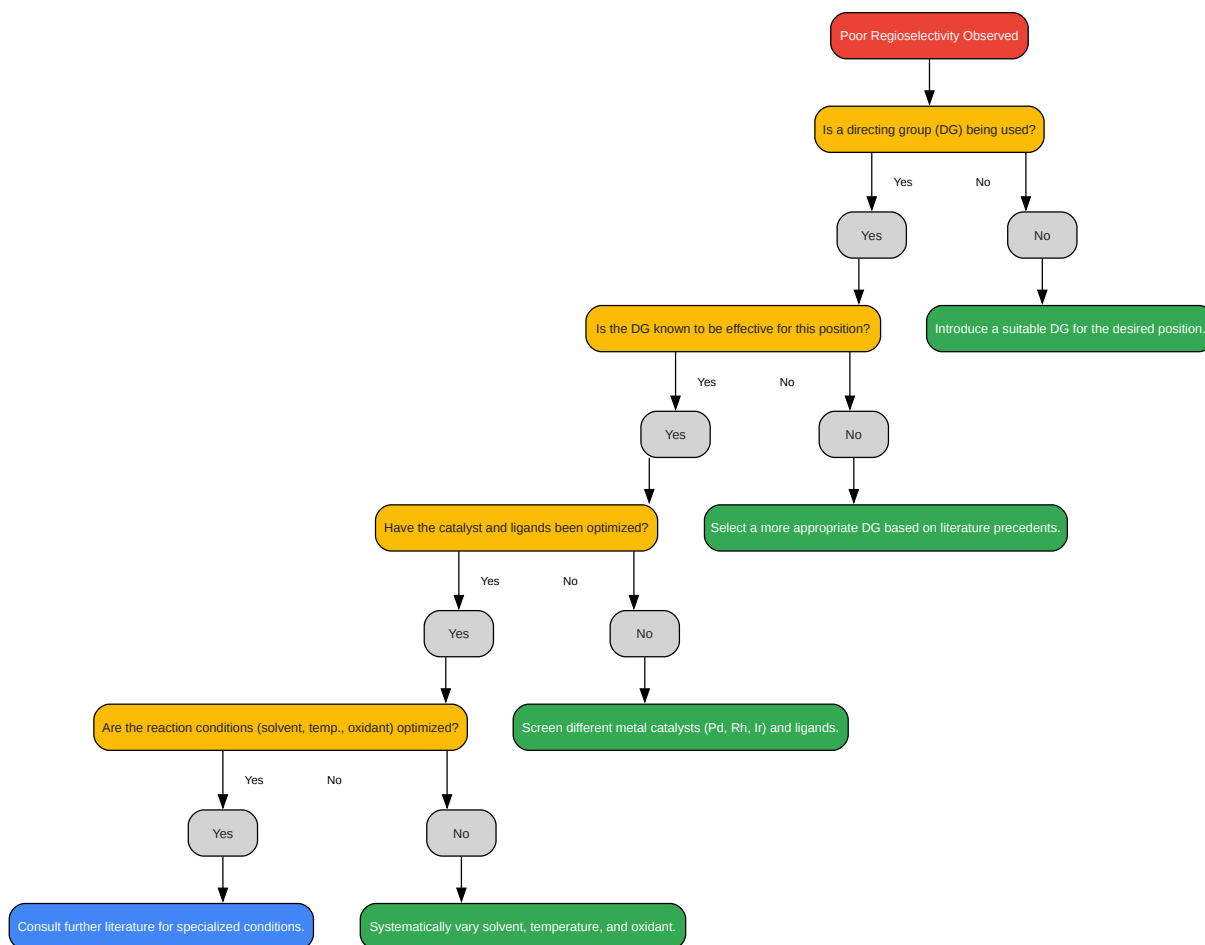 Poor Regioselectivity Observed
Is a directing group (DG) being used?
Yes
No
Yes
No
Is the DG known to be effective for this position?
Introduce a suitable DG for the desired position.
Yes
No
Yes
No
Have the catalyst and ligands been optimized?
Select a more appropriate DG based on literature precedents.
Yes
No
Yes
No
Are the reaction conditions (solvent, temp., oxidant) optimized?
Screen different metal catalysts (Pd, Rh, Ir) and ligands.
Yes
No
Yes
No
Consult further literature for specialized conditions.
Systematically vary solvent, temperature, and oxidant.